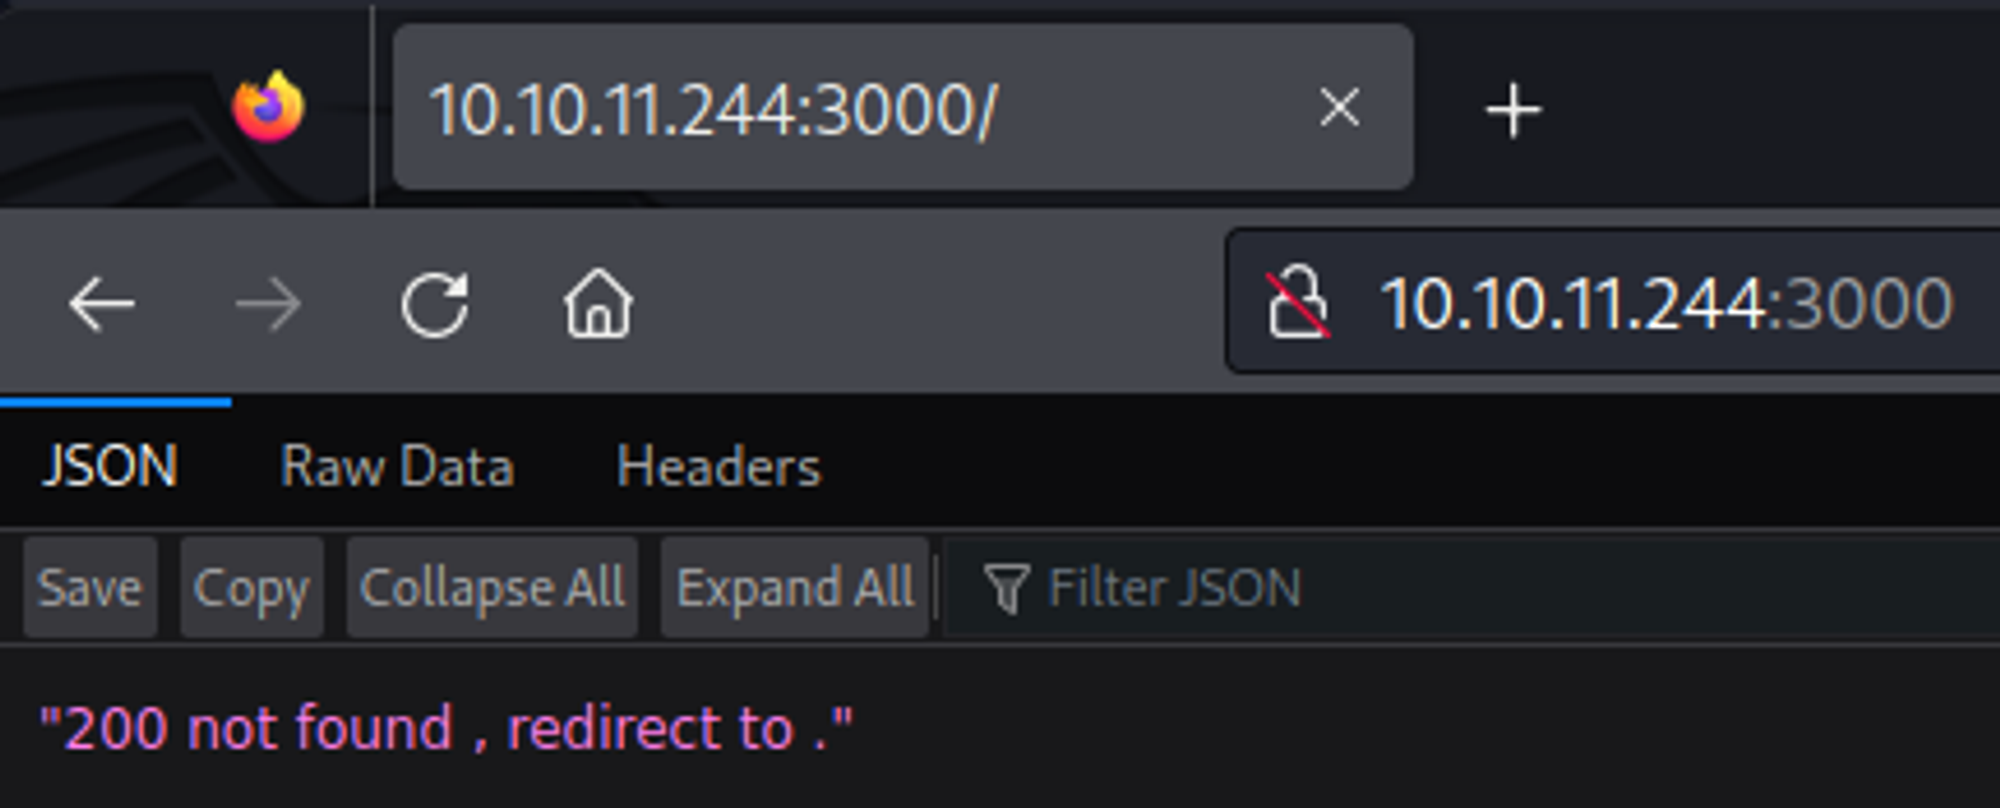 10.10.11.244:3000/
10.10.11.244:3000
JSON Raw Data Headers
Save Copy Collapse All Expand All Filter JSON
"200 not found , redirect to ."